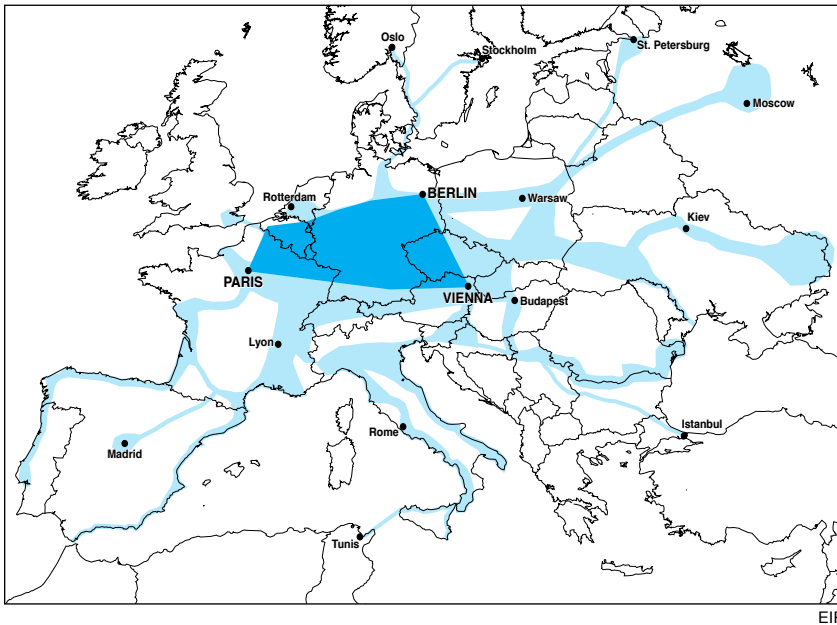 Oslo
Stockholm
St. Petersburg
Moscow
Rotterdam
BERLIN
Warsaw
Kiev
PARIS
VIENNA
Budapest
Lyon
Madrid
Rome
Istanbul
Tunis